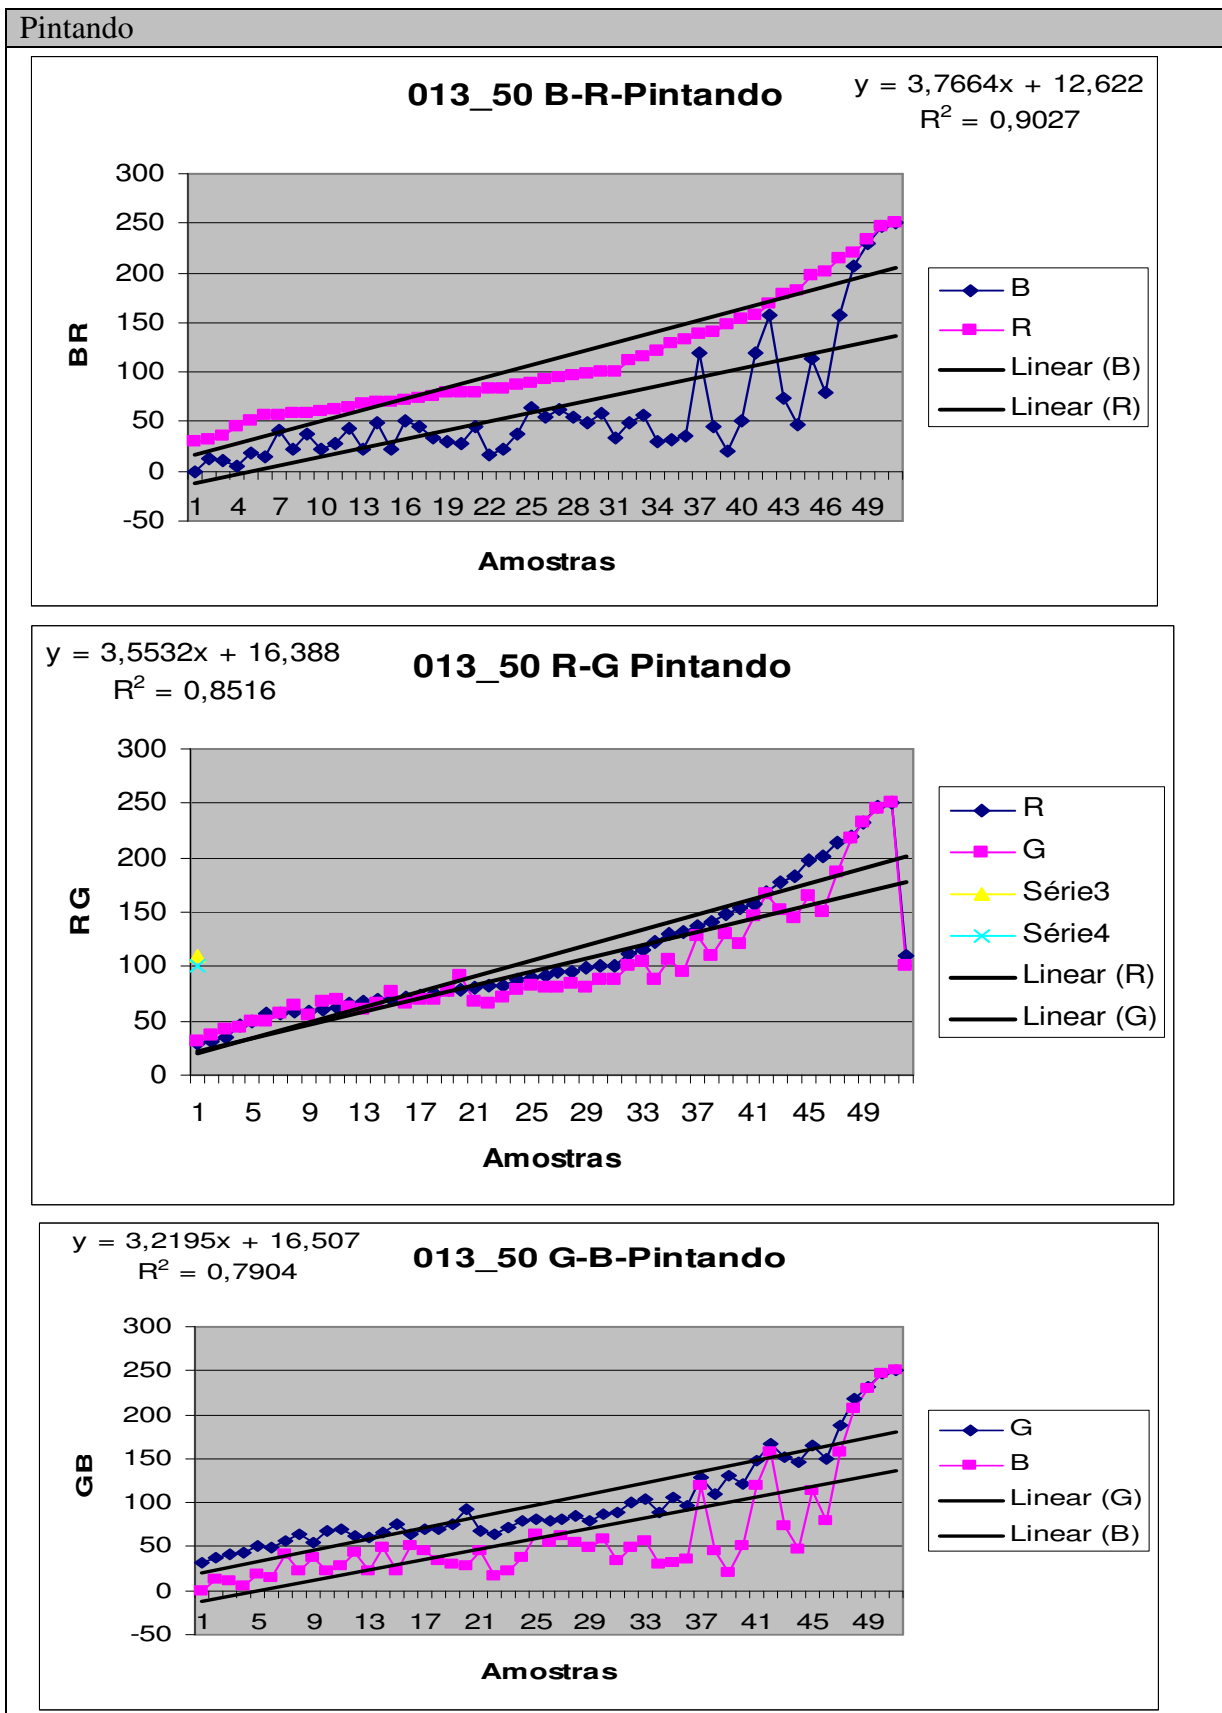 Pintando
013_50 B-R-Pintando
y = 3,7664x + 12,622
R² = 0,9027
300
250
200
150
100
50
0
-50
BR
1 4 7 10 13 16 19 22 25 28 31 34 37 40 43 46 49
Amostras
B
R
Linear (B)
Linear (R)
y = 3,5532x + 16,388
R² = 0,8516
013_50 R-G Pintando
300
250
200
150
100
50
0
RG
1 5 9 13 17 21 25 29 33 37 41 45 49
Amostras
R
G
Série3
Série4
Linear (R)
Linear (G)
y = 3,2195x + 16,507
R² = 0,7904
013_50 G-B-Pintando
300
250
200
150
100
50
0
-50
GB
1 5 9 13 17 21 25 29 33 37 41 45 49
Amostras
G
B
Linear (G)
Linear (B)